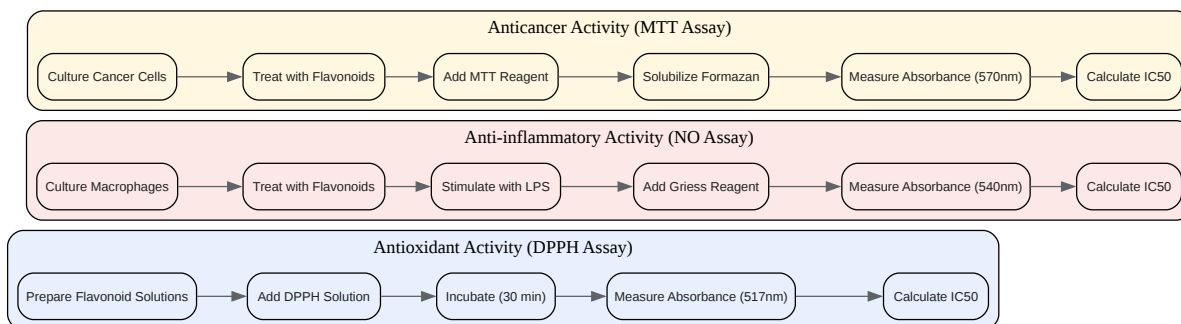 Anticancer Activity (MTT Assay)
Culture Cancer Cells
Treat with Flavonoids
Add MTT Reagent
Solubilize Formazan
Measure Absorbance (570nm)
Calculate IC50
Anti-inflammatory Activity (NO Assay)
Culture Macrophages
Treat with Flavonoids
Stimulate with LPS
Add Griess Reagent
Measure Absorbance (540nm)
Calculate IC50
Antioxidant Activity (DPPH Assay)
Prepare Flavonoid Solutions
Add DPPH Solution
Incubate (30 min)
Measure Absorbance (517nm)
Calculate IC50